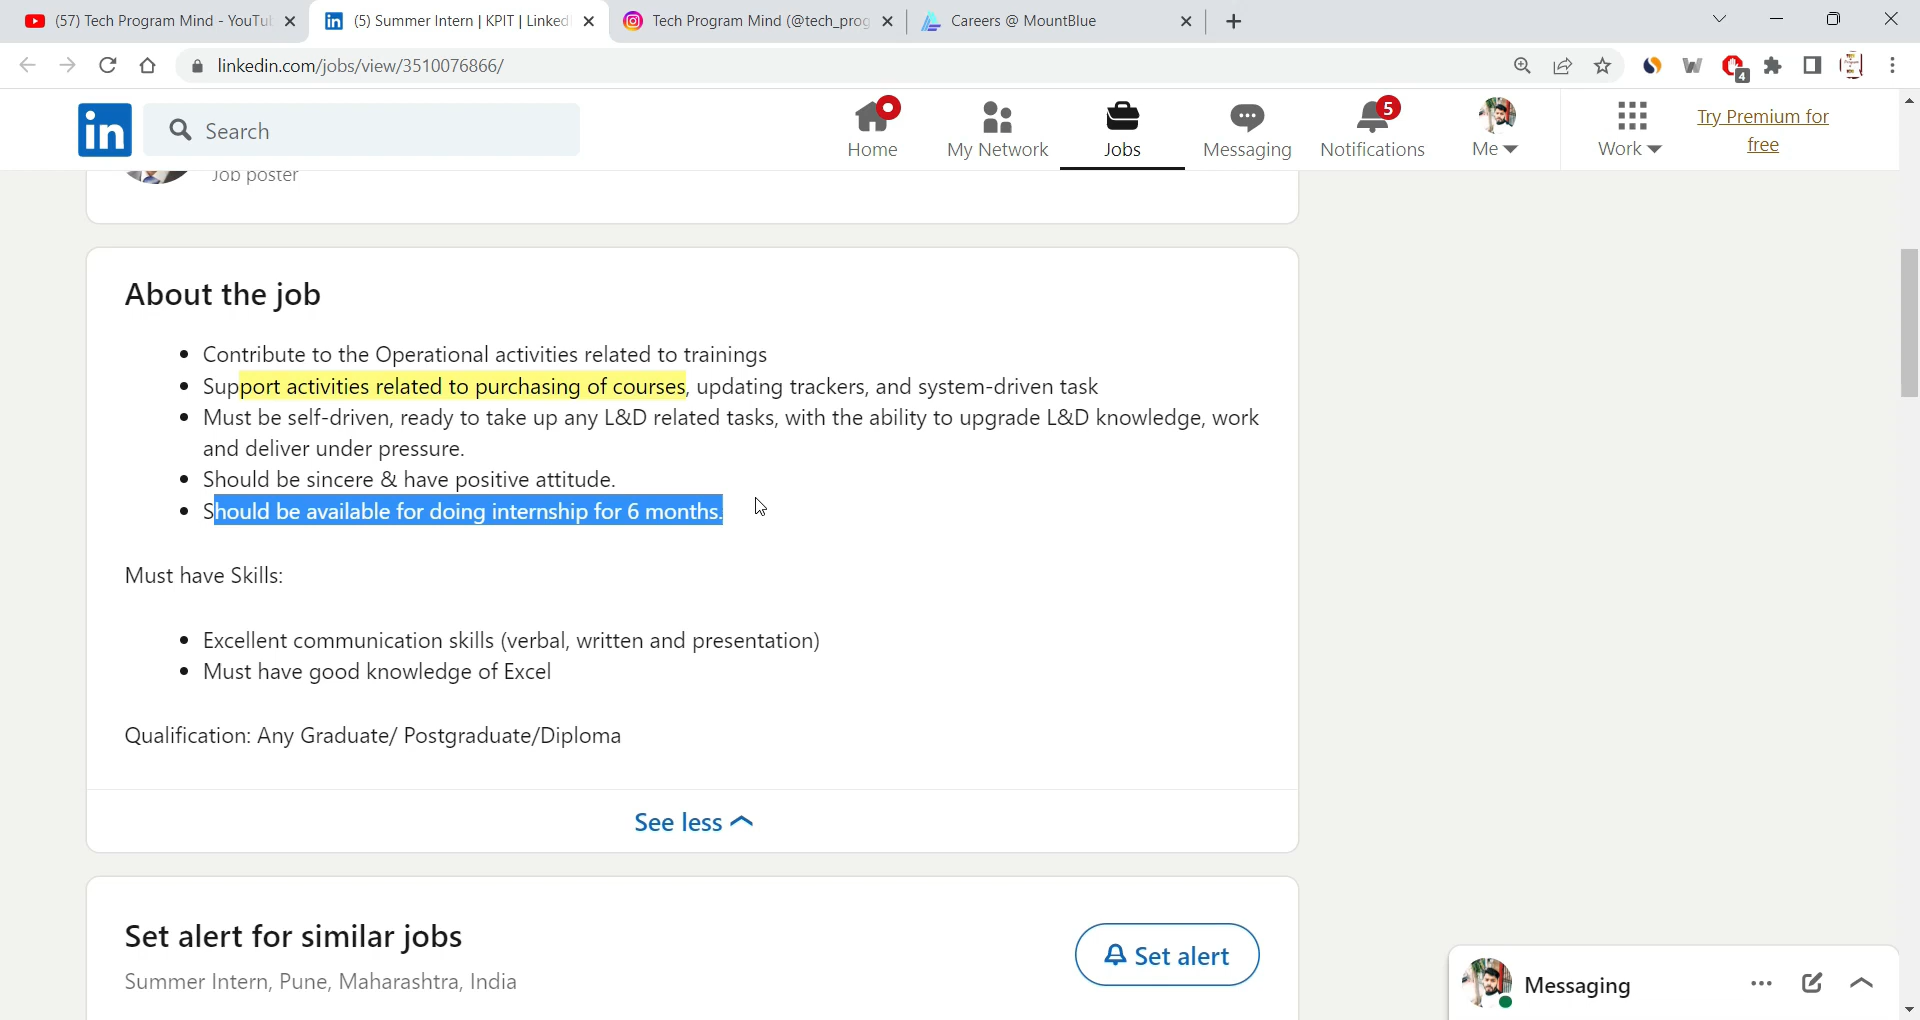 (57) Tech Program Mind - YouTu
(5) Summer Intern | KPIT | Linked
Tech Program Mind (@tech_prog
Careers @ MountBlue
linkedin.com/jobs/view/3510076866/
4
in
Search
Home
My Network
Jobs
Messaging
5
Notifications
Me
Work
Try Premium for
free
Job poster
About the job
• Contribute to the Operational activities related to trainings
• Support activities related to purchasing of courses, updating trackers, and system-driven task
• Must be self-driven, ready to take up any L&D related tasks, with the ability to upgrade L&D knowledge, work
and deliver under pressure.
• Should be sincere & have positive attitude.
• Should be available for doing internship for 6 months.
Must have Skills:
• Excellent communication skills (verbal, written and presentation)
• Must have good knowledge of Excel
Qualification: Any Graduate/ Postgraduate/Diploma
See less
Set alert for similar jobs
Set alert
Summer Intern, Pune, Maharashtra, India
Messaging